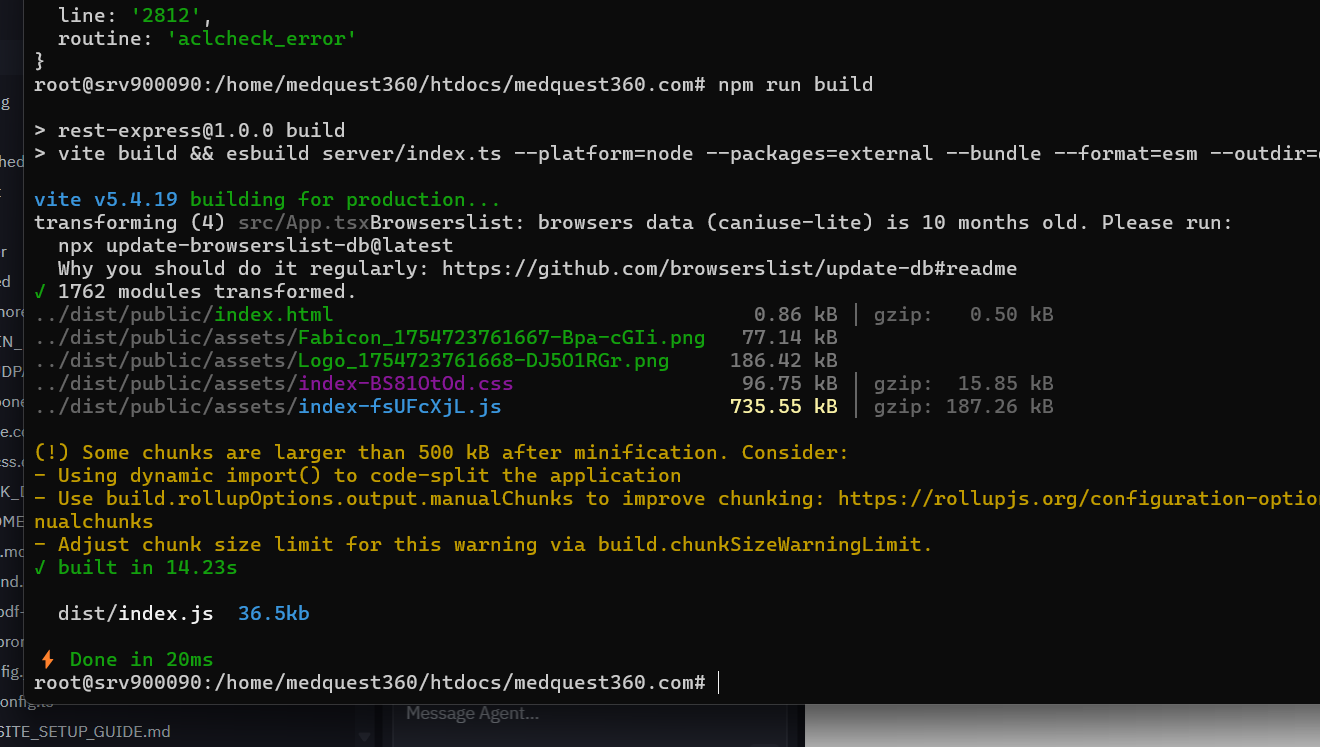 line: '2812',
routine: 'aclcheck_error'
}
root@srv900090:/home/medquest360/htdocs/medquest360.com# npm run build
> rest-express@1.0.0 build
> vite build && esbuild server/index.ts --platform=node --packages=external --bundle --format=esm --outdir=
vite v5.4.19 building for production...
transforming (4) src/App.tsxBrowserslist: browsers data (caniuse-lite) is 10 months old. Please run:
npx update-browserslist-db@latest
Why you should do it regularly: https://github.com/browserslist/update-db#readme
✓ 1762 modules transformed.
../dist/public/index.html 0.86 kB │ gzip: 0.50 kB
../dist/public/assets/Fabicon_1754723761667-Bpa-cGIi.png 77.14 kB
../dist/public/assets/Logo_1754723761668-DJ5O1RGr.png 186.42 kB
../dist/public/assets/index-BS81OtOd.css 96.75 kB │ gzip: 15.85 kB
../dist/public/assets/index-fsUFcXjL.js 735.55 kB │ gzip: 187.26 kB
(!) Some chunks are larger than 500 kB after minification. Consider:
- Using dynamic import() to code-split the application
- Use build.rollupOptions.output.manualChunks to improve chunking: https://rollupjs.org/configuration-optio
nualchunks
- Adjust chunk size limit for this warning via build.chunkSizeWarningLimit.
✓ built in 14.23s
dist/index.js 36.5kb
⚡ Done in 20ms
root@srv900090:/home/medquest360/htdocs/medquest360.com#
Message Agent...
SITE_SETUP_GUIDE.md